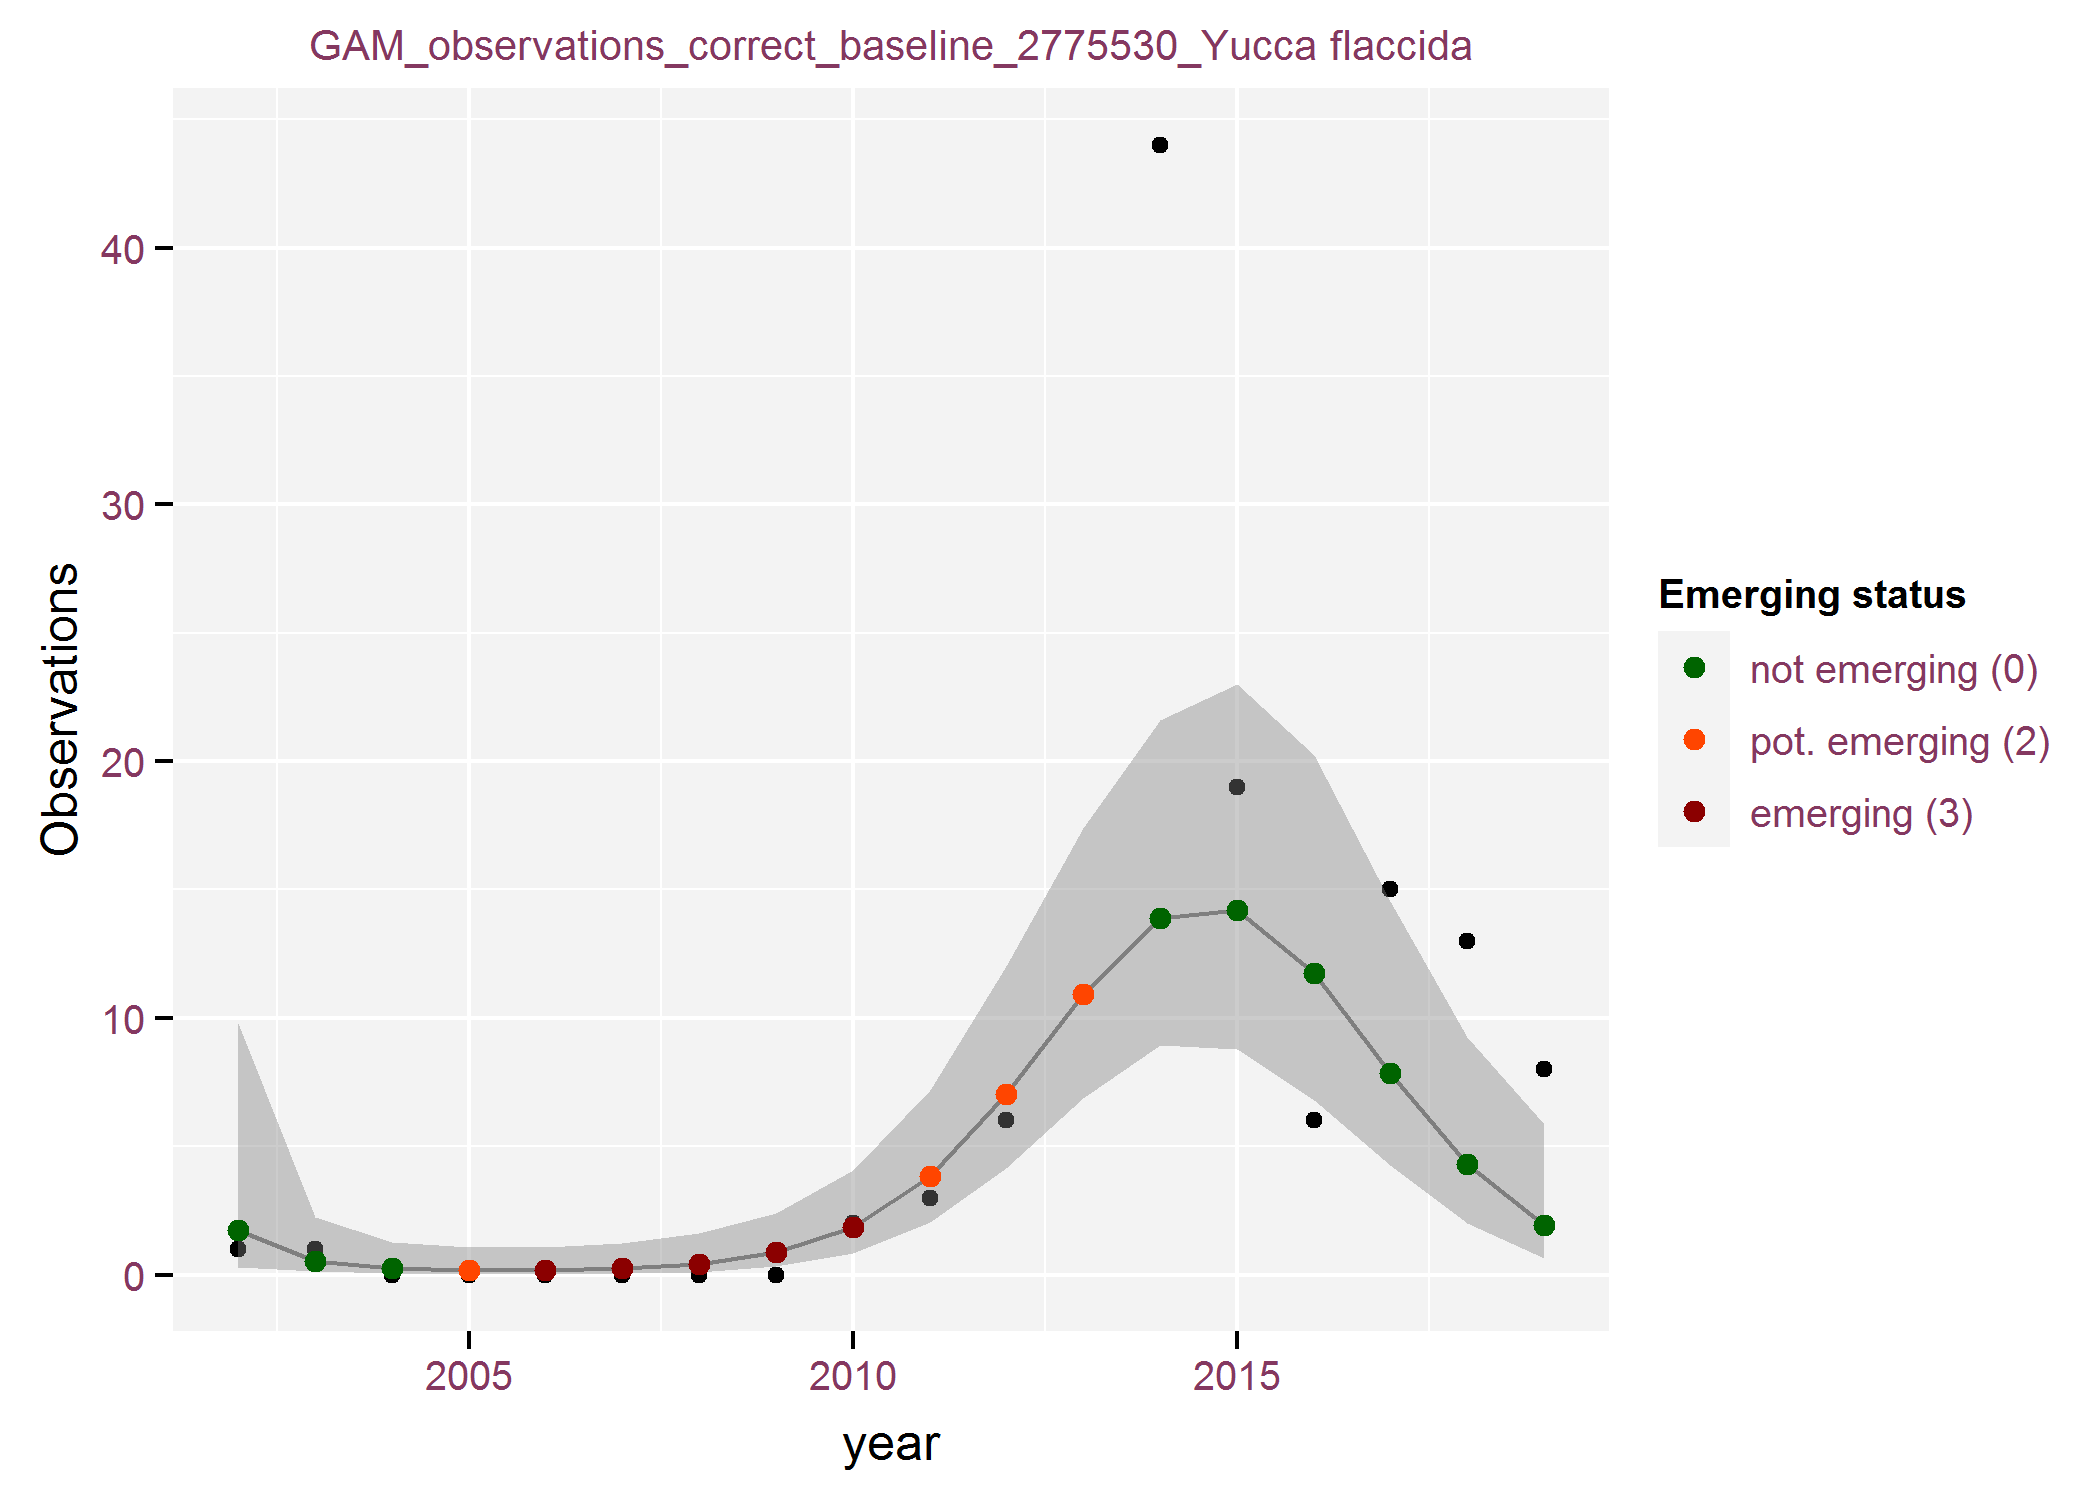 GAM_observations_correct_baseline_2775530_Yucca flaccida
40
30
20
10
0
Observations
2005
2010
2015
year
Emerging status
not emerging (0)
pot. emerging (2)
emerging (3)